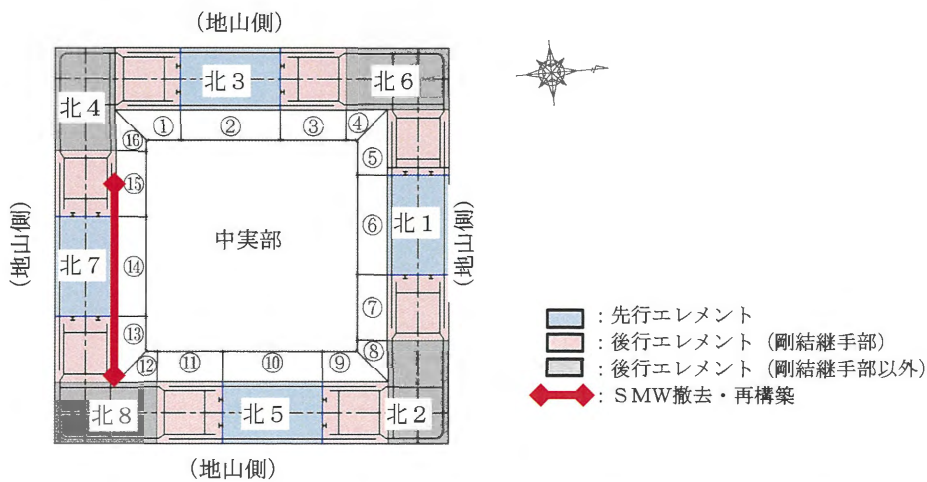 (地山側)
北3
北6
北4
①
②
③
④
⑯
⑤
⑮
(地山側)
中実部
⑥
北1
(地山側)
北7
⑭
⑬
⑦
⑫
⑪
⑩
⑨
⑧
北8
北5
北2
(地山側)
:先行エレメント
:後行エレメント(剛結継手部)
:後行エレメント(剛結継手部以外)
:SMW撤去・再構築